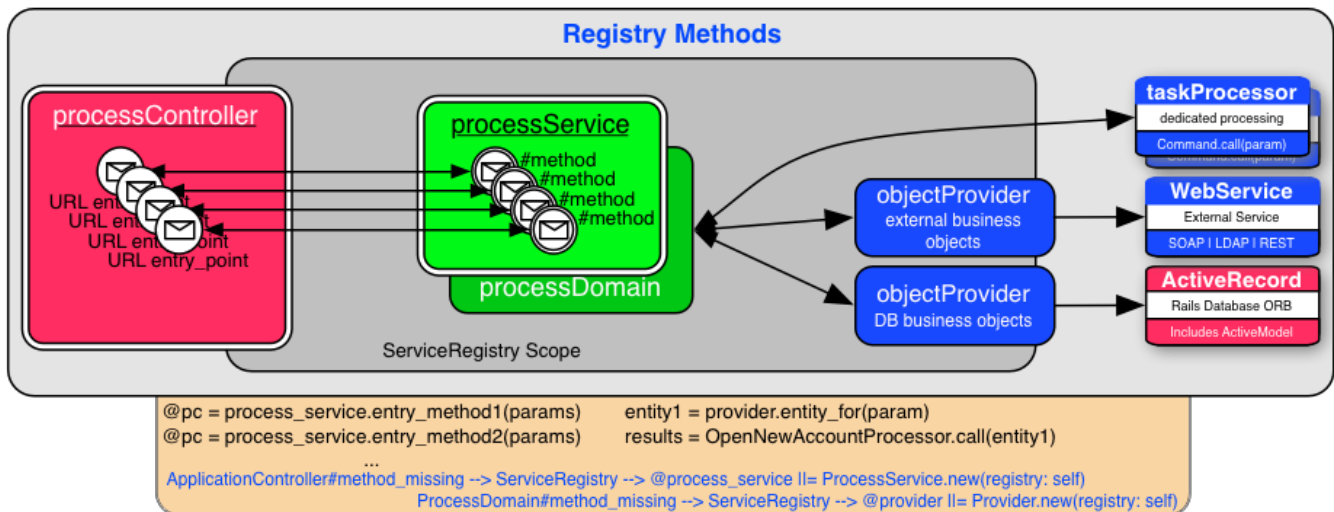 Registry Methods
processController
URL entry_point
URL entry_point
URL entry_point
URL entry_point
processService
#method
#method
#method
#method
processDomain
ServiceRegistry Scope
objectProvider
external business
objects
objectProvider
DB business objects
taskProcessor
dedicated processing
Command.call(param)
Command.call(param)
WebService
External Service
SOAP | LDAP | REST
ActiveRecord
Rails Database ORB
Includes ActiveModel
@pc = process_service.entry_method1(params) entity1 = provider.entity_for(param)
@pc = process_service.entry_method2(params) results = OpenNewAccountProcessor.call(entity1)
...
ApplicationController#method_missing --> ServiceRegistry --> @process_service ||= ProcessService.new(registry: self)
ProcessDomain#method_missing --> ServiceRegistry --> @provider ||= Provider.new(registry: self)